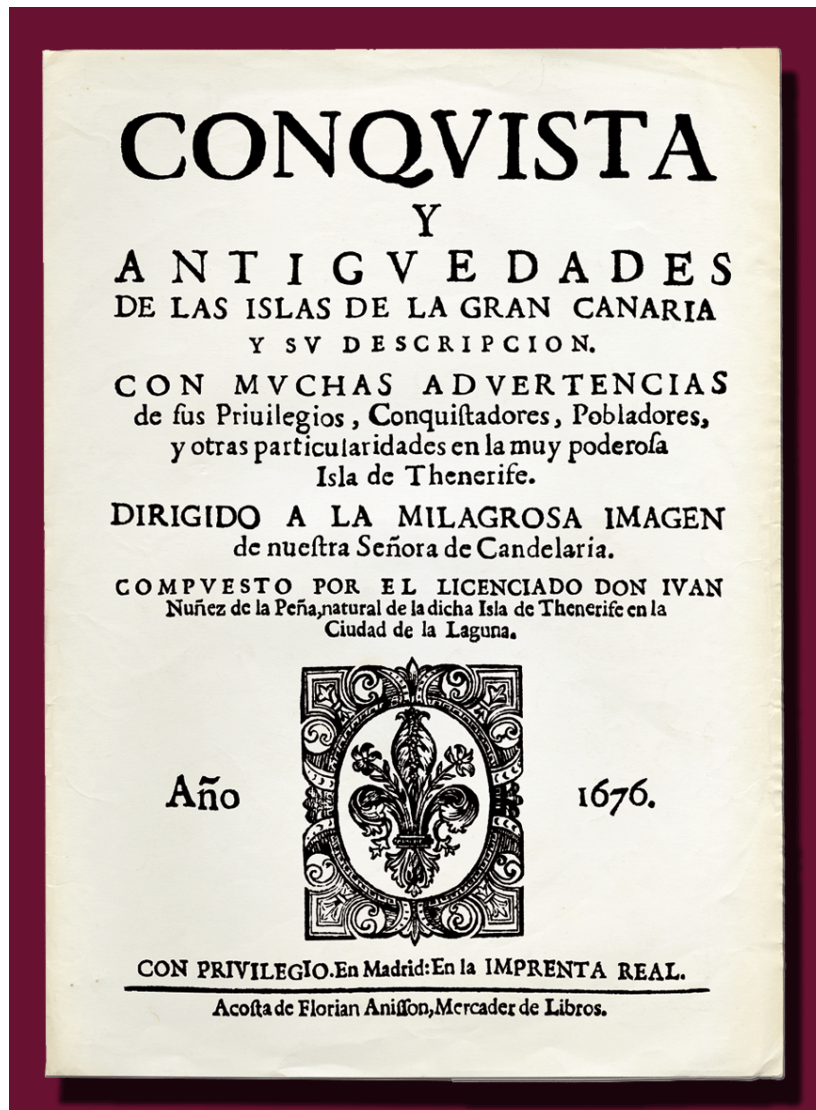 CONQVISTA
Y
ANTIGVEDADES
DE LAS ISLAS DE LA GRAN CANARIA
Y SV DESCRIPCION.
CON MVCHAS ADVERTENCIAS
de ſus Priuilegios, Conquiſtadores, Pobladores,
y otras particularidades en la muy poderoſa
Isla de Thenerife.
DIRIGIDO A LA MILAGROSA IMAGEN
de nueſtra Señora de Candelaria.
COMPVESTO POR EL LICENCIADO DON IVAN
Nuñez de la Peña, natural de la dicha Isla de Thenerife en la
Ciudad de la Laguna.
Año 1676.
CON PRIVILEGIO. En Madrid: En la IMPRENTA REAL.
Acoſta de Florian Aniſſon, Mercader de Libros.